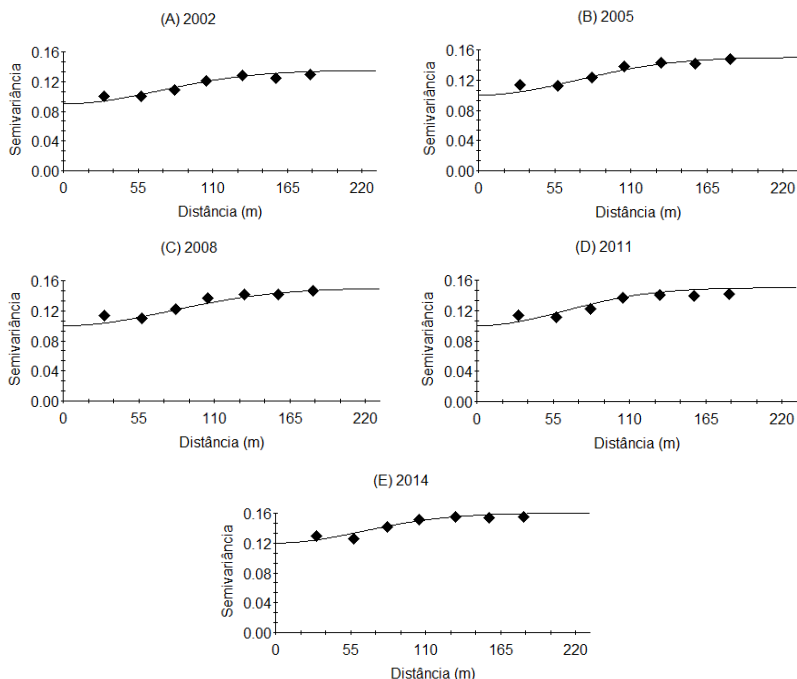 (A) 2002
0.16
0.12
0.08
0.04
0.00
Semivariância
0 55 110 165 220
Distância (m)
(B) 2005
0.16
0.12
0.08
0.04
0.00
Semivariância
0 55 110 165 220
Distância (m)
(C) 2008
0.16
0.12
0.08
0.04
0.00
Semivariância
0 55 110 165 220
Distância (m)
(D) 2011
0.16
0.12
0.08
0.04
0.00
Semivariância
0 55 110 165 220
Distância (m)
(E) 2014
0.16
0.12
0.08
0.04
0.00
Semivariância
0 55 110 165 220
Distância (m)